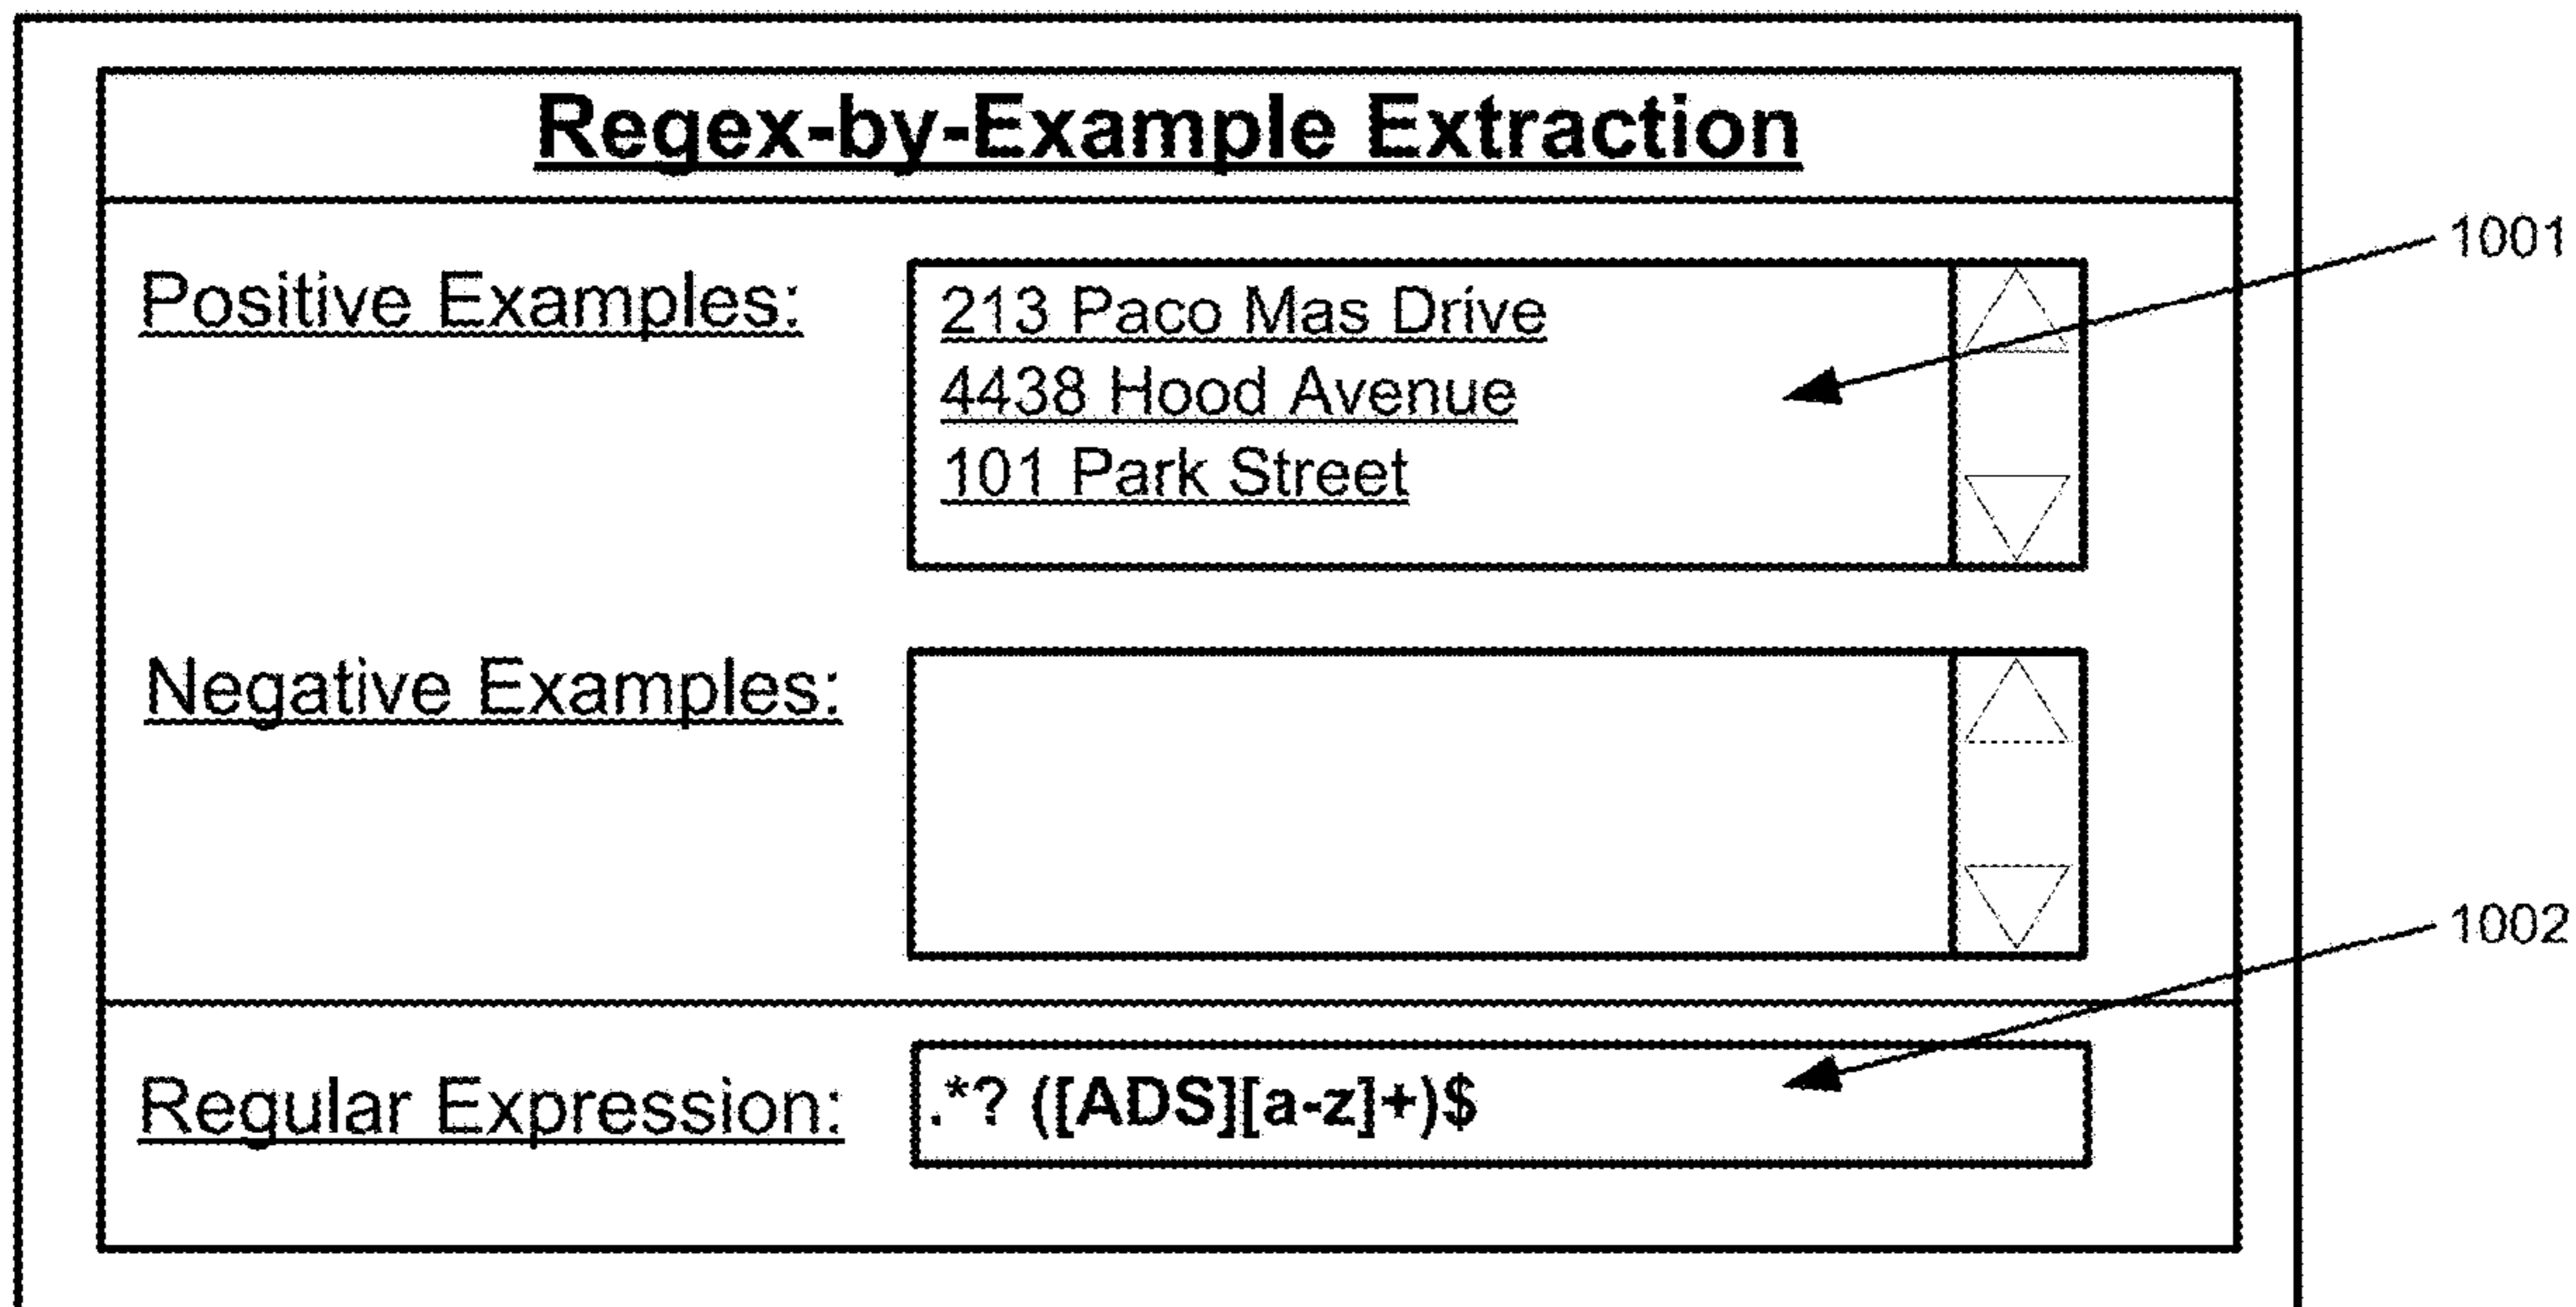 Regex-by-Example Extraction
1001
Positive Examples:
213 Paco Mas Drive
4438 Hood Avenue
101 Park Street
Negative Examples:
1002
Regular Expression:
.*? ([ADS][a-z]+)$